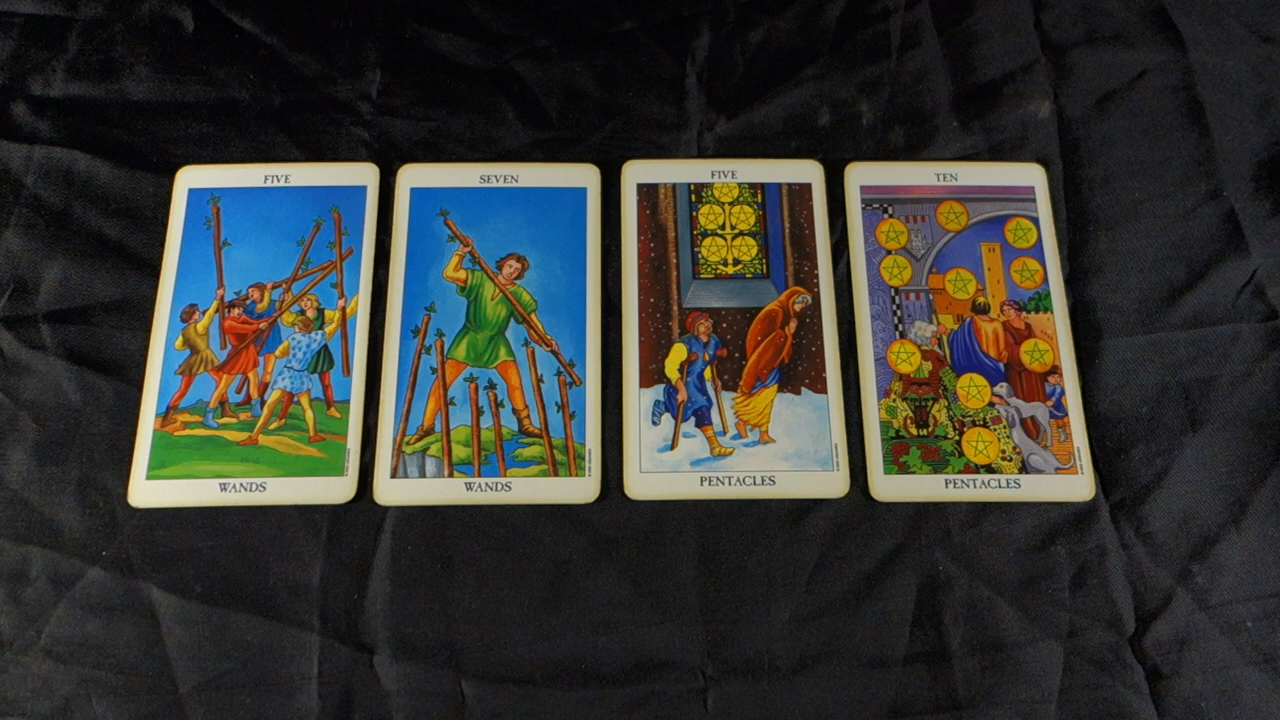 FIVE
WANDS
SEVEN
WANDS
FIVE
PENTACLES
TEN
PENTACLES